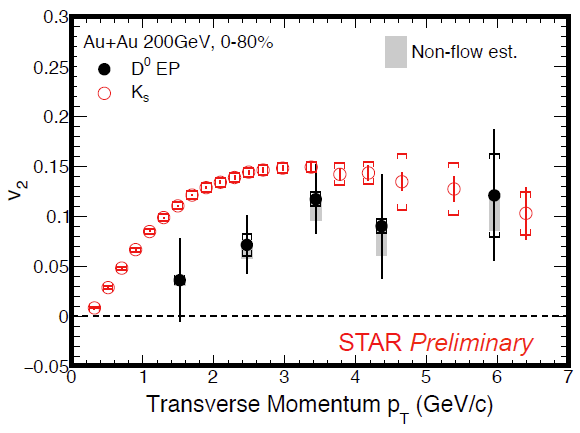 0.3
0.25
0.2
0.15
0.1
0.05
0
−0.05
v2
Au+Au 200GeV, 0-80%
D0 EP
Ks
Non-flow est.
STAR Preliminary
0 1 2 3 4 5 6 7
Transverse Momentum pT (GeV/c)